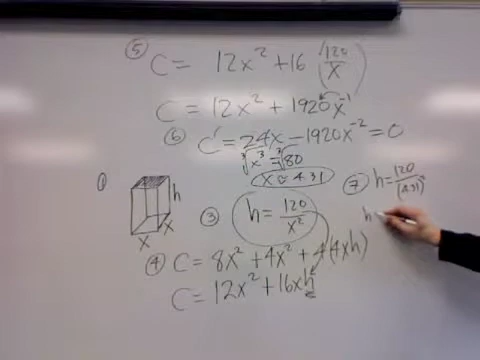 ⑤ C = 12x² + 16 (120/x)
C = 12x² + 1920x⁻¹
⑥ C' = 24x - 1920x⁻² = 0
∛x³ = ∛80
x ≈ 4.31
① h x x
③ h = 120/x²
④ C = 8x² + 4x² + 4(4xh)
C = 12x² + 16xh
⑦ h = 120/(4.31)²
h